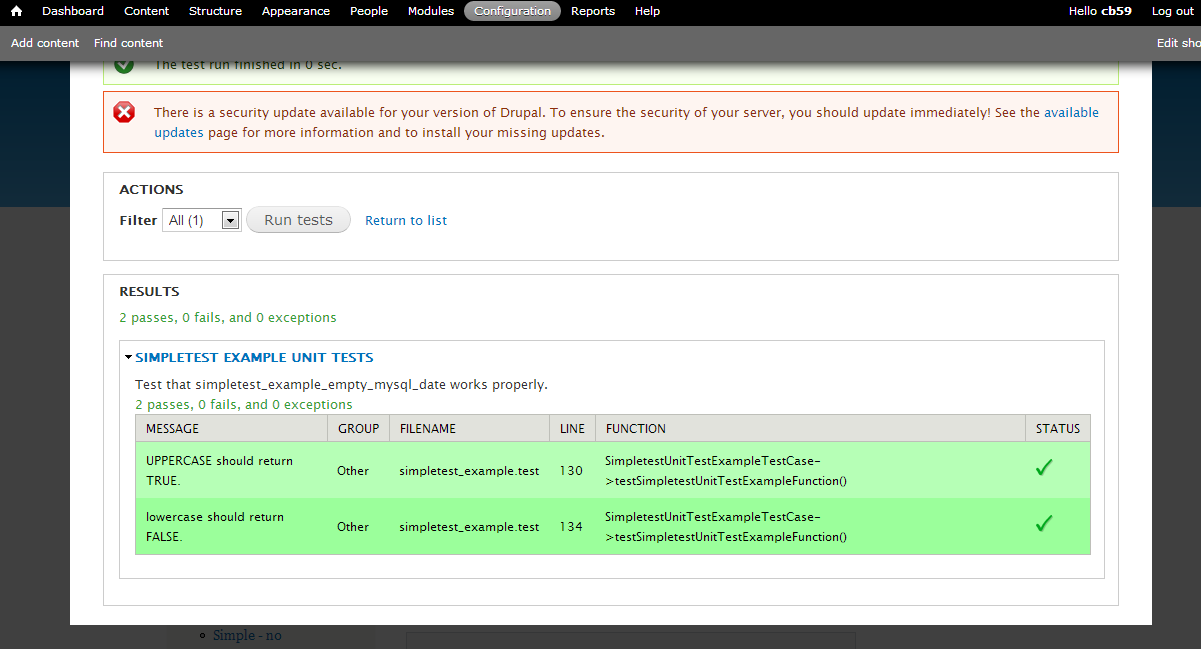 Dashboard Content Structure Appearance People Modules Configuration Reports Help Hello cb59 Log out
Add content Find content Edit sho
The test run finished in 0 sec.
There is a security update available for your version of Drupal. To ensure the security of your server, you should update immediately! See the available
updates page for more information and to install your missing updates.
ACTIONS
Filter All (1) Run tests Return to list
RESULTS
2 passes, 0 fails, and 0 exceptions
SIMPLETEST EXAMPLE UNIT TESTS
Test that simpletest_example_empty_mysql_date works properly.
2 passes, 0 fails, and 0 exceptions
MESSAGE GROUP FILENAME LINE FUNCTION STATUS
UPPERCASE should return
TRUE.
Other simpletest_example.test 130
SimpletestUnitTestExampleTestCase-
>testSimpletestUnitTestExampleFunction()
lowercase should return
FALSE.
Other simpletest_example.test 134
SimpletestUnitTestExampleTestCase-
>testSimpletestUnitTestExampleFunction()
Simple - no